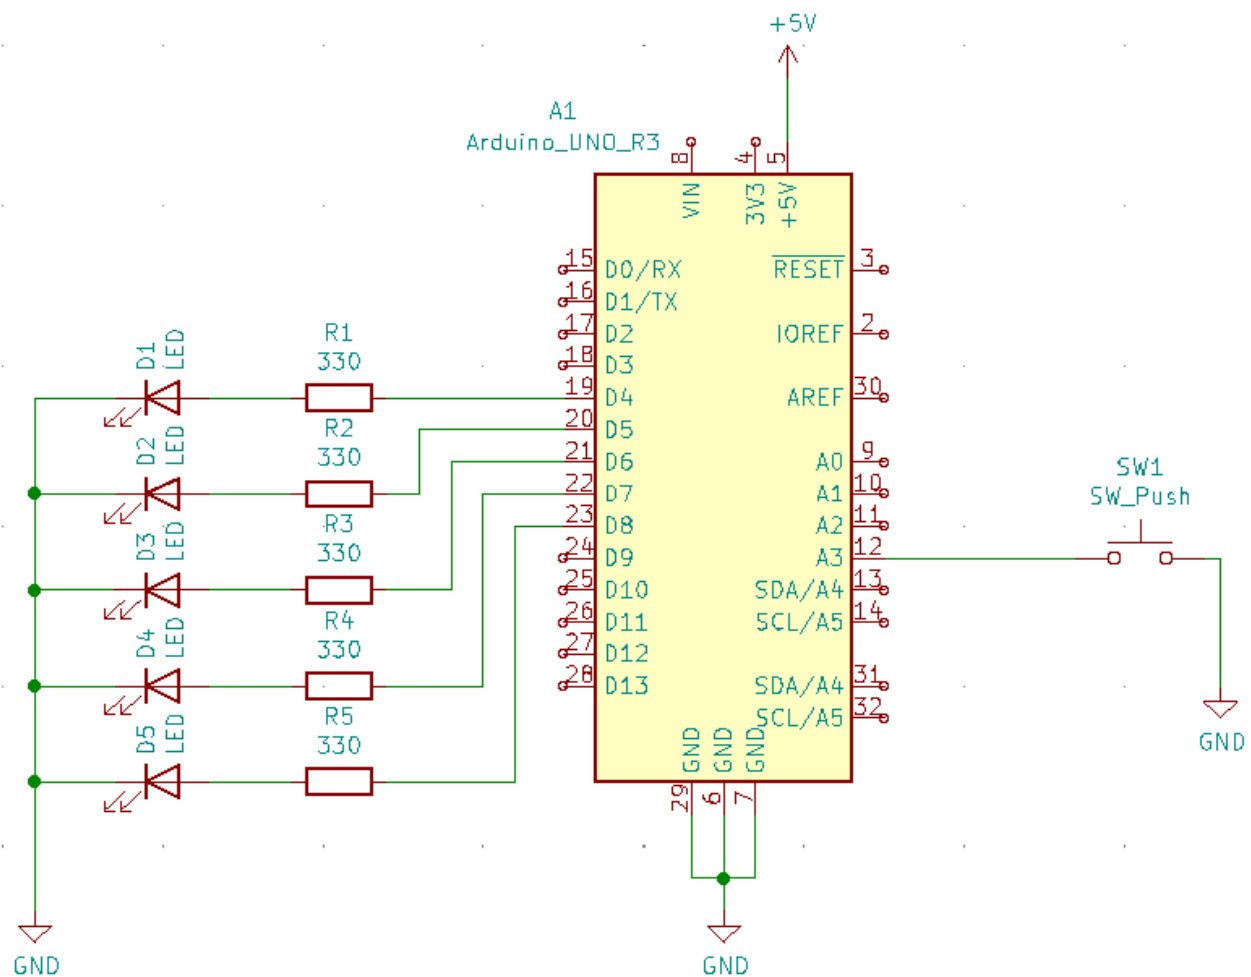 +5V
A1
Arduino_UNO_R3
8
4
5
VIN
3V3
+5V
15
D0/RX
RESET
3
16
D1/TX
17
D2
IOREF
2
18
D3
D1
LED
R1
330
19
D4
AREF
30
20
D5
D2
LED
R2
330
21
D6
A0
9
22
D7
A1
10
SW1
SW_Push
23
D8
A2
11
D3
LED
R3
330
24
D9
A3
12
25
D10
SDA/A4
13
26
D11
SCL/A5
14
D4
LED
R4
330
27
D12
28
D13
SDA/A4
31
SCL/A5
32
D5
LED
R5
330
GND
GND
GND
GND
29
6
7
GND
GND